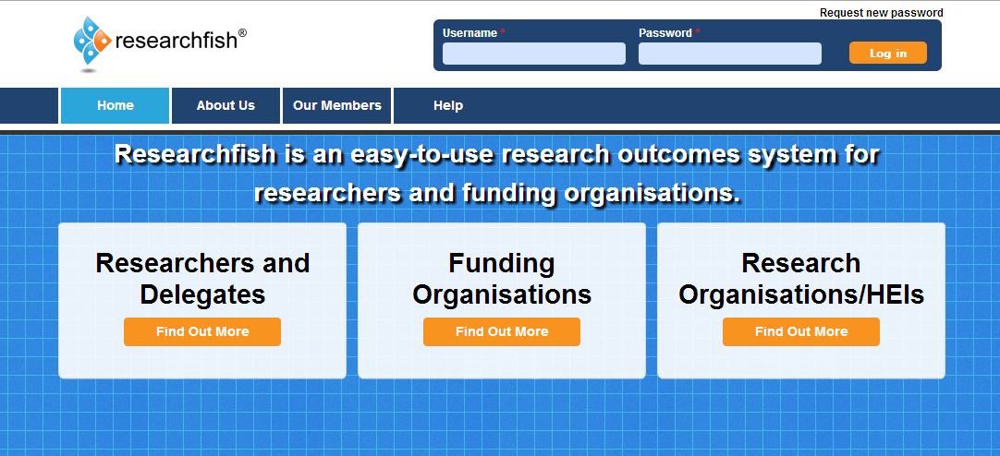 Request new password
researchfish®
Username *
Password *
Log in
Home
About Us
Our Members
Help
Researchfish is an easy-to-use research outcomes system for
researchers and funding organisations.
Researchers and
Delegates
Find Out More
Funding
Organisations
Find Out More
Research
Organisations/HEIs
Find Out More